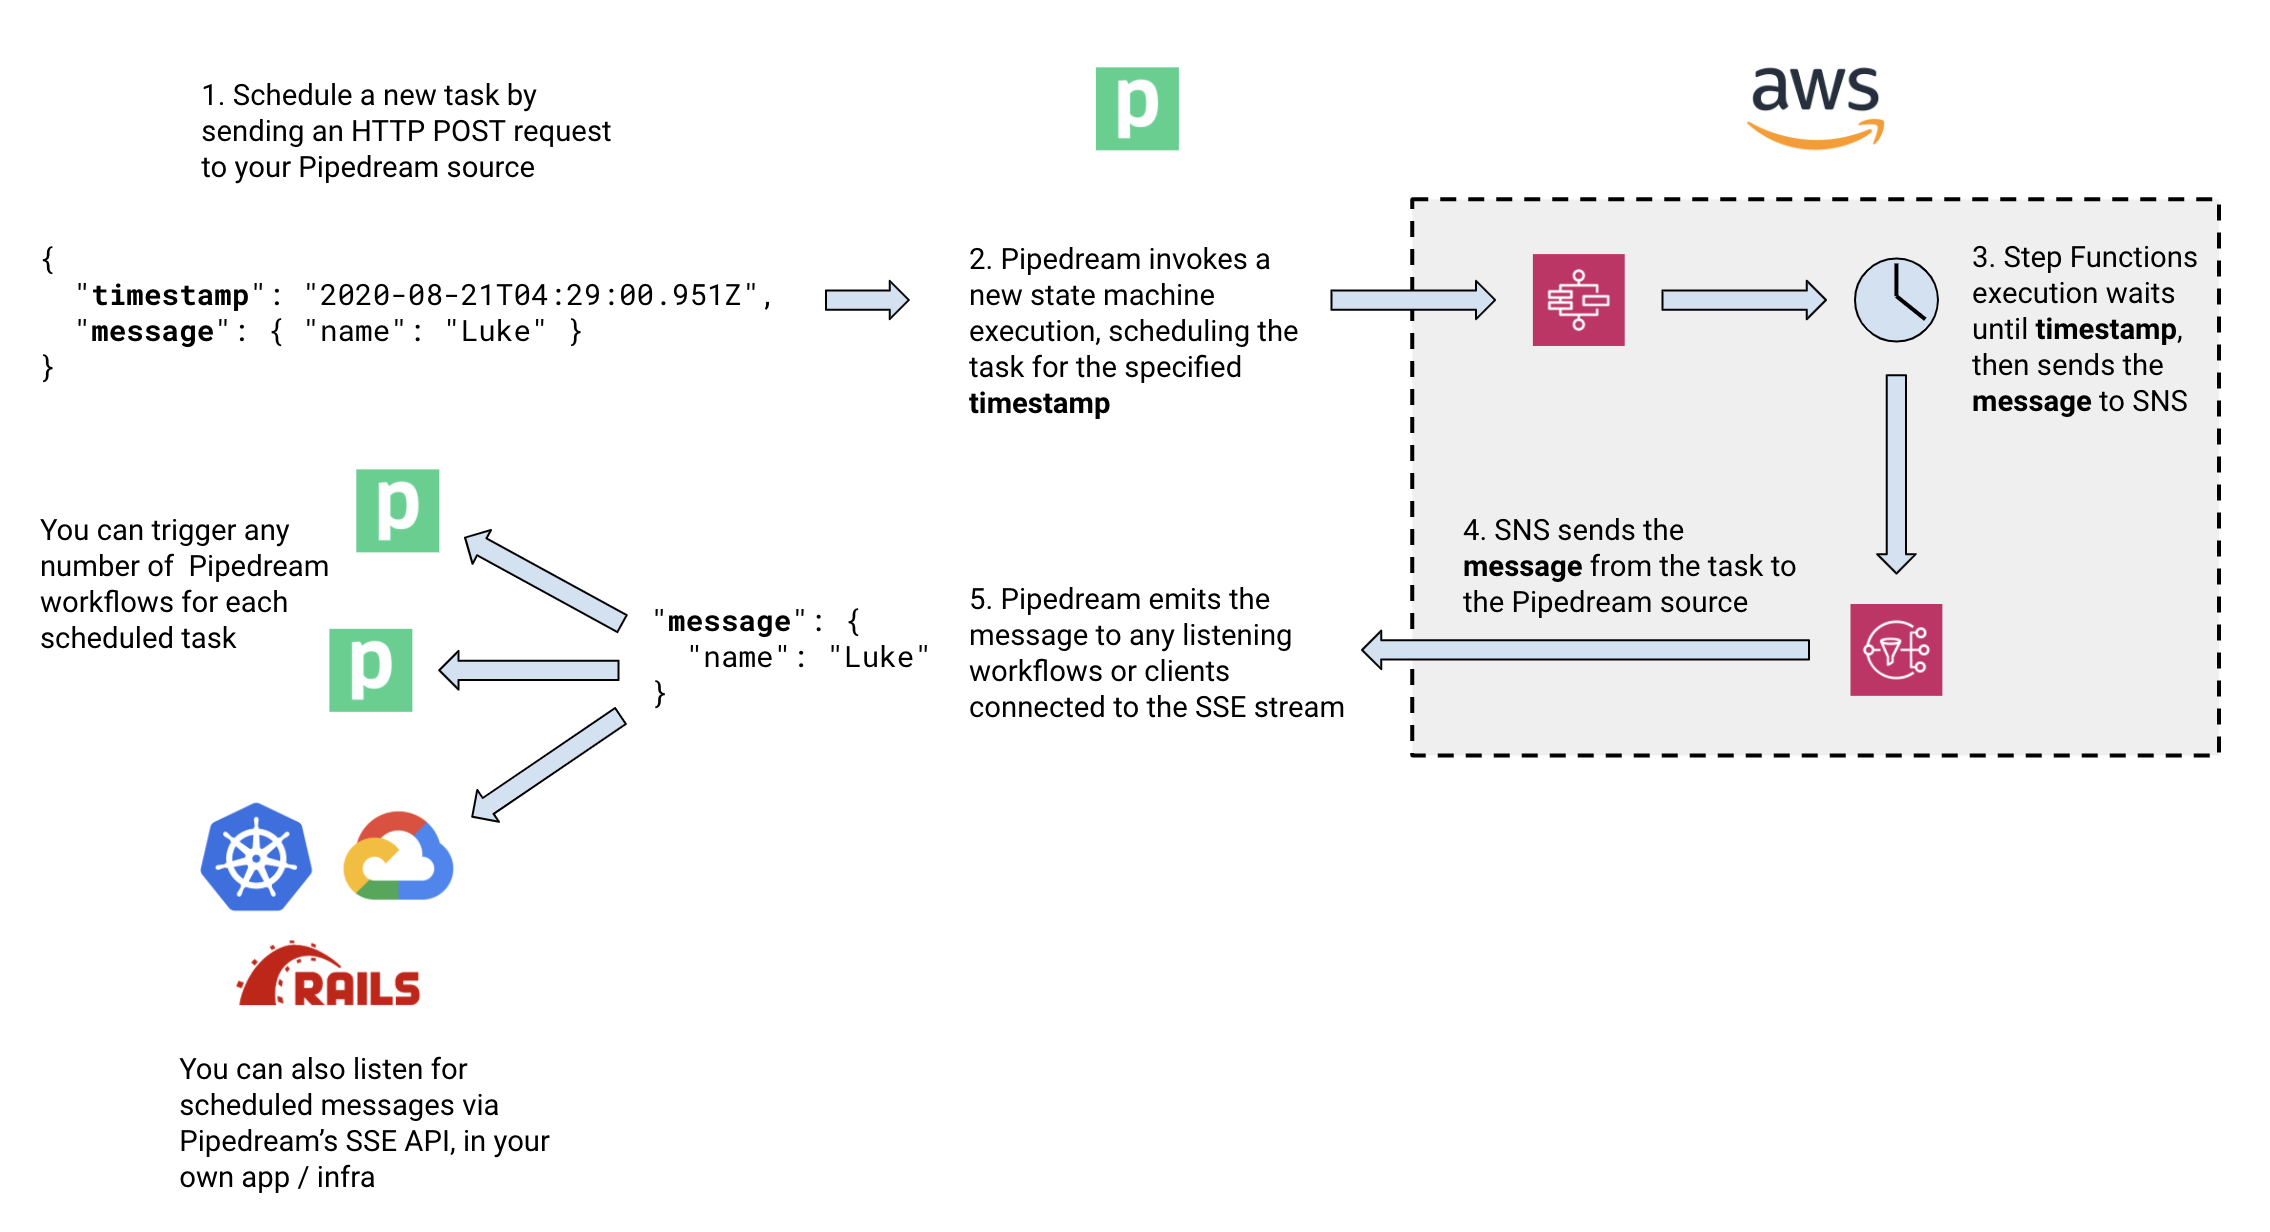 1. Schedule a new task by
sending an HTTP POST request
to your Pipedream source
p
aws
{
"timestamp": "2020-08-21T04:29:00.951Z",
"message": { "name": "Luke" }
}
2. Pipedream invokes a
new state machine
execution, scheduling the
task for the specified
timestamp
3. Step Functions
execution waits
until timestamp,
then sends the
message to SNS
4. SNS sends the
message from the task to
the Pipedream source
5. Pipedream emits the
message to any listening
workflows or clients
connected to the SSE stream
"message": {
"name": "Luke"
}
p
You can trigger any
number of  Pipedream
workflows for each
scheduled task
p
RAILS
You can also listen for
scheduled messages via
Pipedream’s SSE API, in your
own app / infra